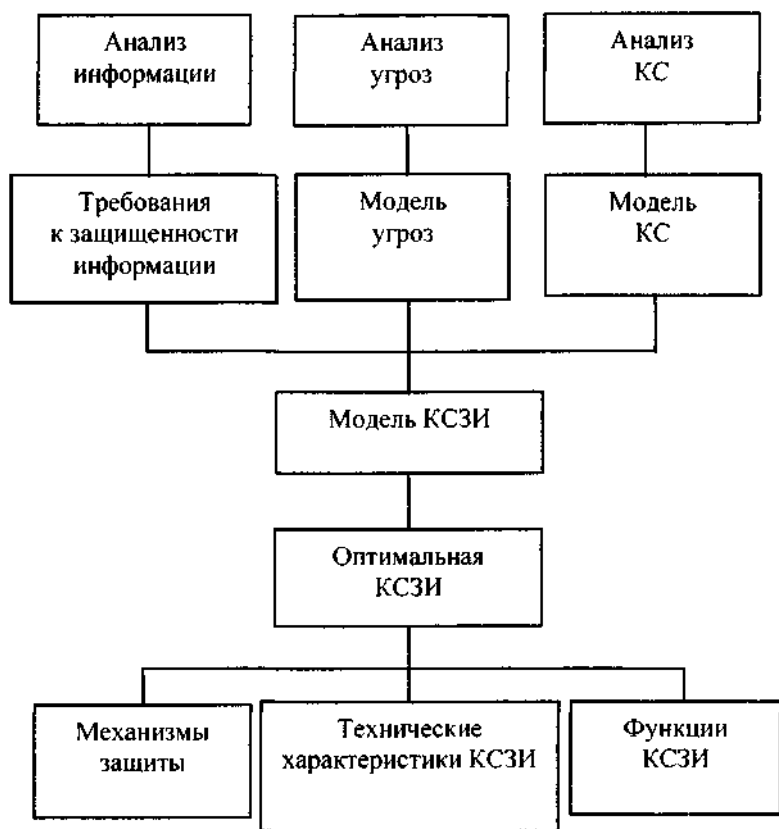 Анализ
информации
Анализ
угроз
Анализ
КС
Требования
к защищенности
информации
Модель
угроз
Модель
КС
Модель КСЗИ
Оптимальная
КСЗИ
Механизмы
защиты
Технические
характеристики КСЗИ
Функции
КСЗИ